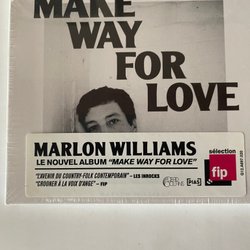 MAKE
WAY
FOR
LOVE
MARLON WILLIAMS
LE NOUVEL ALBUM "MAKE WAY FOR LOVE"
"L'AVENIR DU COUNTRY-FOLK CONTEMPORAIN" – LES INROCKS
"CROONER À LA VOIX D'ANGE" – FIP
sélection
fip